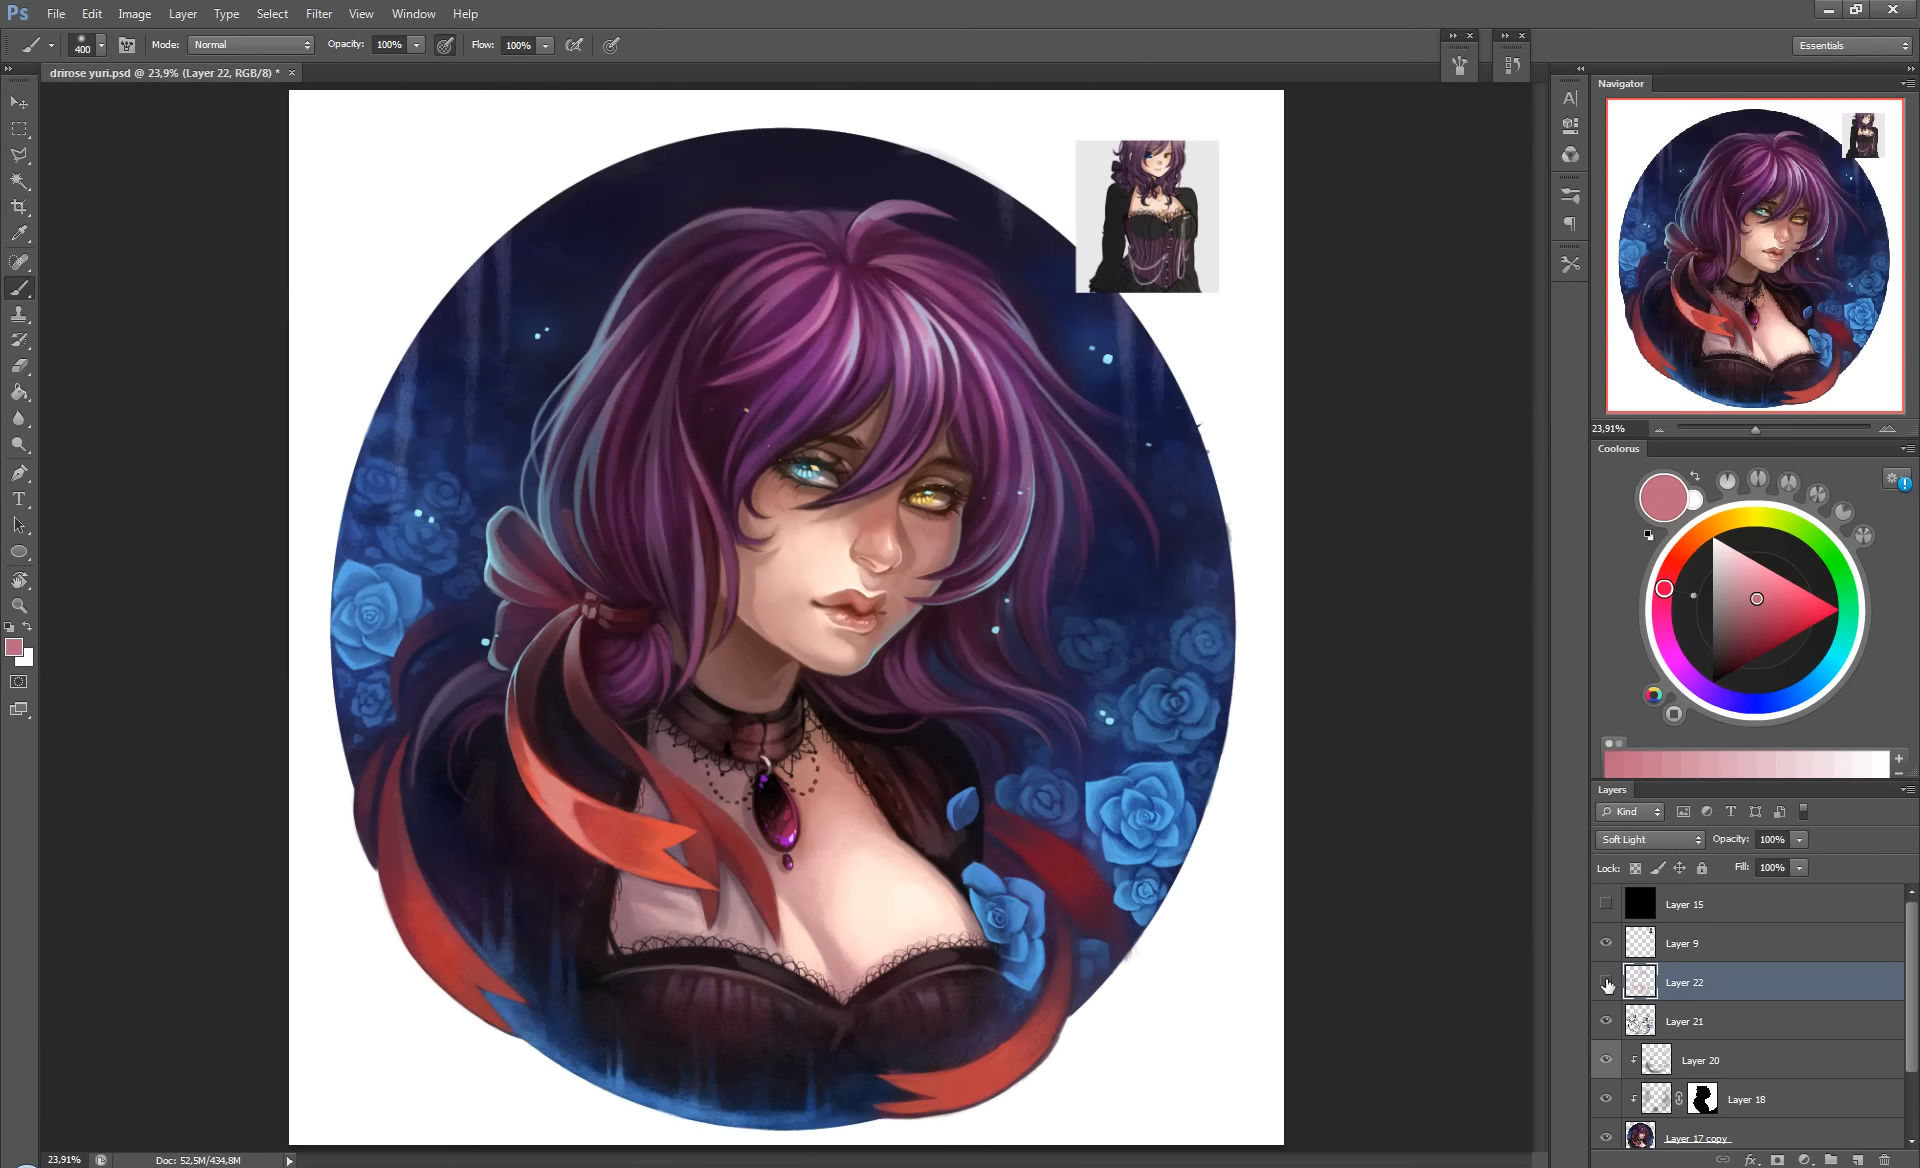 Ps File Edit Image Layer Type Select Filter View Window Help
400 Mode: Normal Opacity: 100% Flow: 100% Essentials
drirose yuri.psd @ 23,9% (Layer 22, RGB/8) * ×
Navigator
23,91%
Coolorus
Layers
Kind
Soft Light Opacity: 100%
Lock: Fill: 100%
Layer 15
Layer 9
Layer 22
Layer 21
Layer 20
Layer 18
Layer 17 copy
23,91% Doc: 52,5M/434,8M